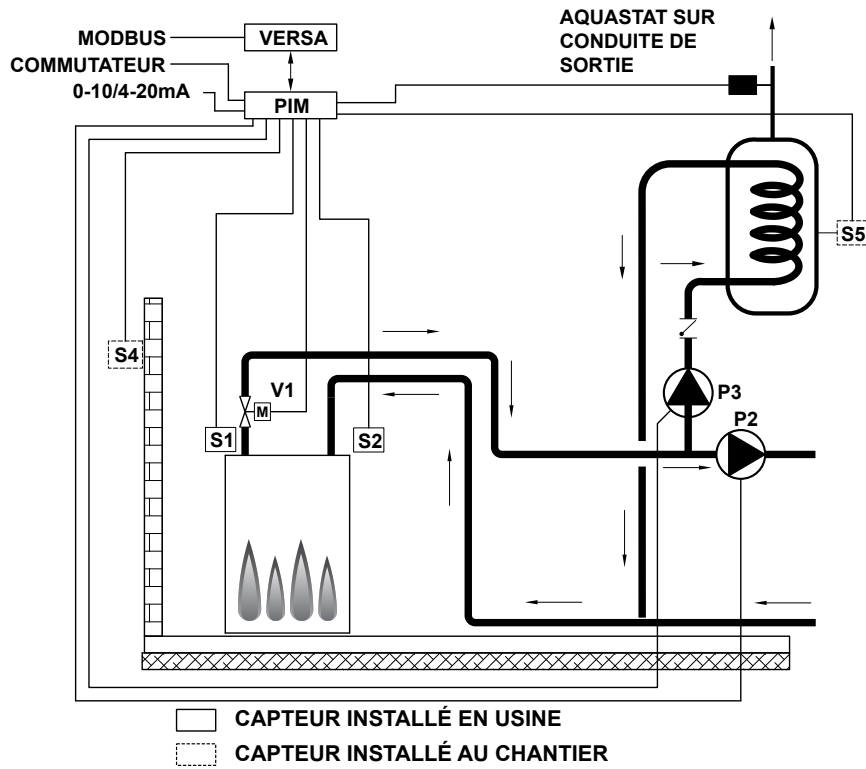 MODBUS
VERSA
COMMUTATEUR
0-10/4-20mA
PIM
AQUASTAT SUR
CONDUITE DE
SORTIE
S5
S4
V1
M
S1
S2
P3
P2
CAPTEUR INSTALLÉ EN USINE
CAPTEUR INSTALLÉ AU CHANTIER